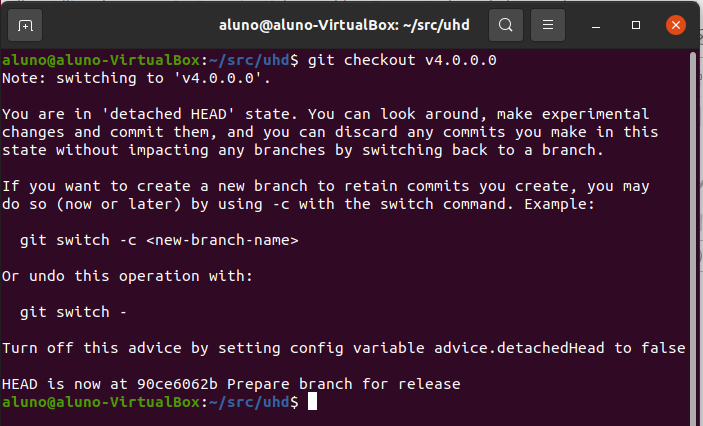 aluno@aluno-VirtualBox: ~/src/uhd
aluno@aluno-VirtualBox:~/src/uhd$ git checkout v4.0.0.0
Note: switching to 'v4.0.0.0'.
You are in 'detached HEAD' state. You can look around, make experimental
changes and commit them, and you can discard any commits you make in this
state without impacting any branches by switching back to a branch.
If you want to create a new branch to retain commits you create, you may
do so (now or later) by using -c with the switch command. Example:
git switch -c <new-branch-name>
Or undo this operation with:
git switch -
Turn off this advice by setting config variable advice.detachedHead to false
HEAD is now at 90ce6062b Prepare branch for release
aluno@aluno-VirtualBox:~/src/uhd$